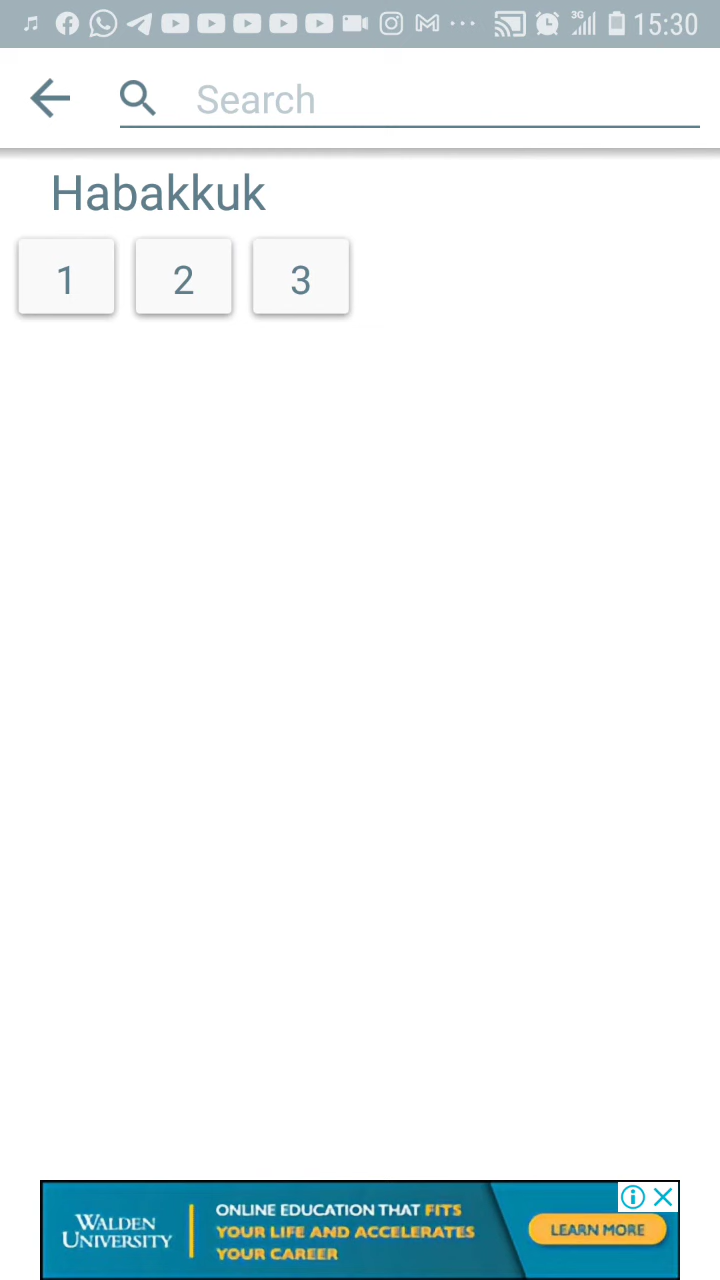 3G 15:30
Search
Habakkuk
1 2 3
WALDEN
UNIVERSITY
ONLINE EDUCATION THAT FITS
YOUR LIFE AND ACCELERATES
YOUR CAREER
LEARN MORE